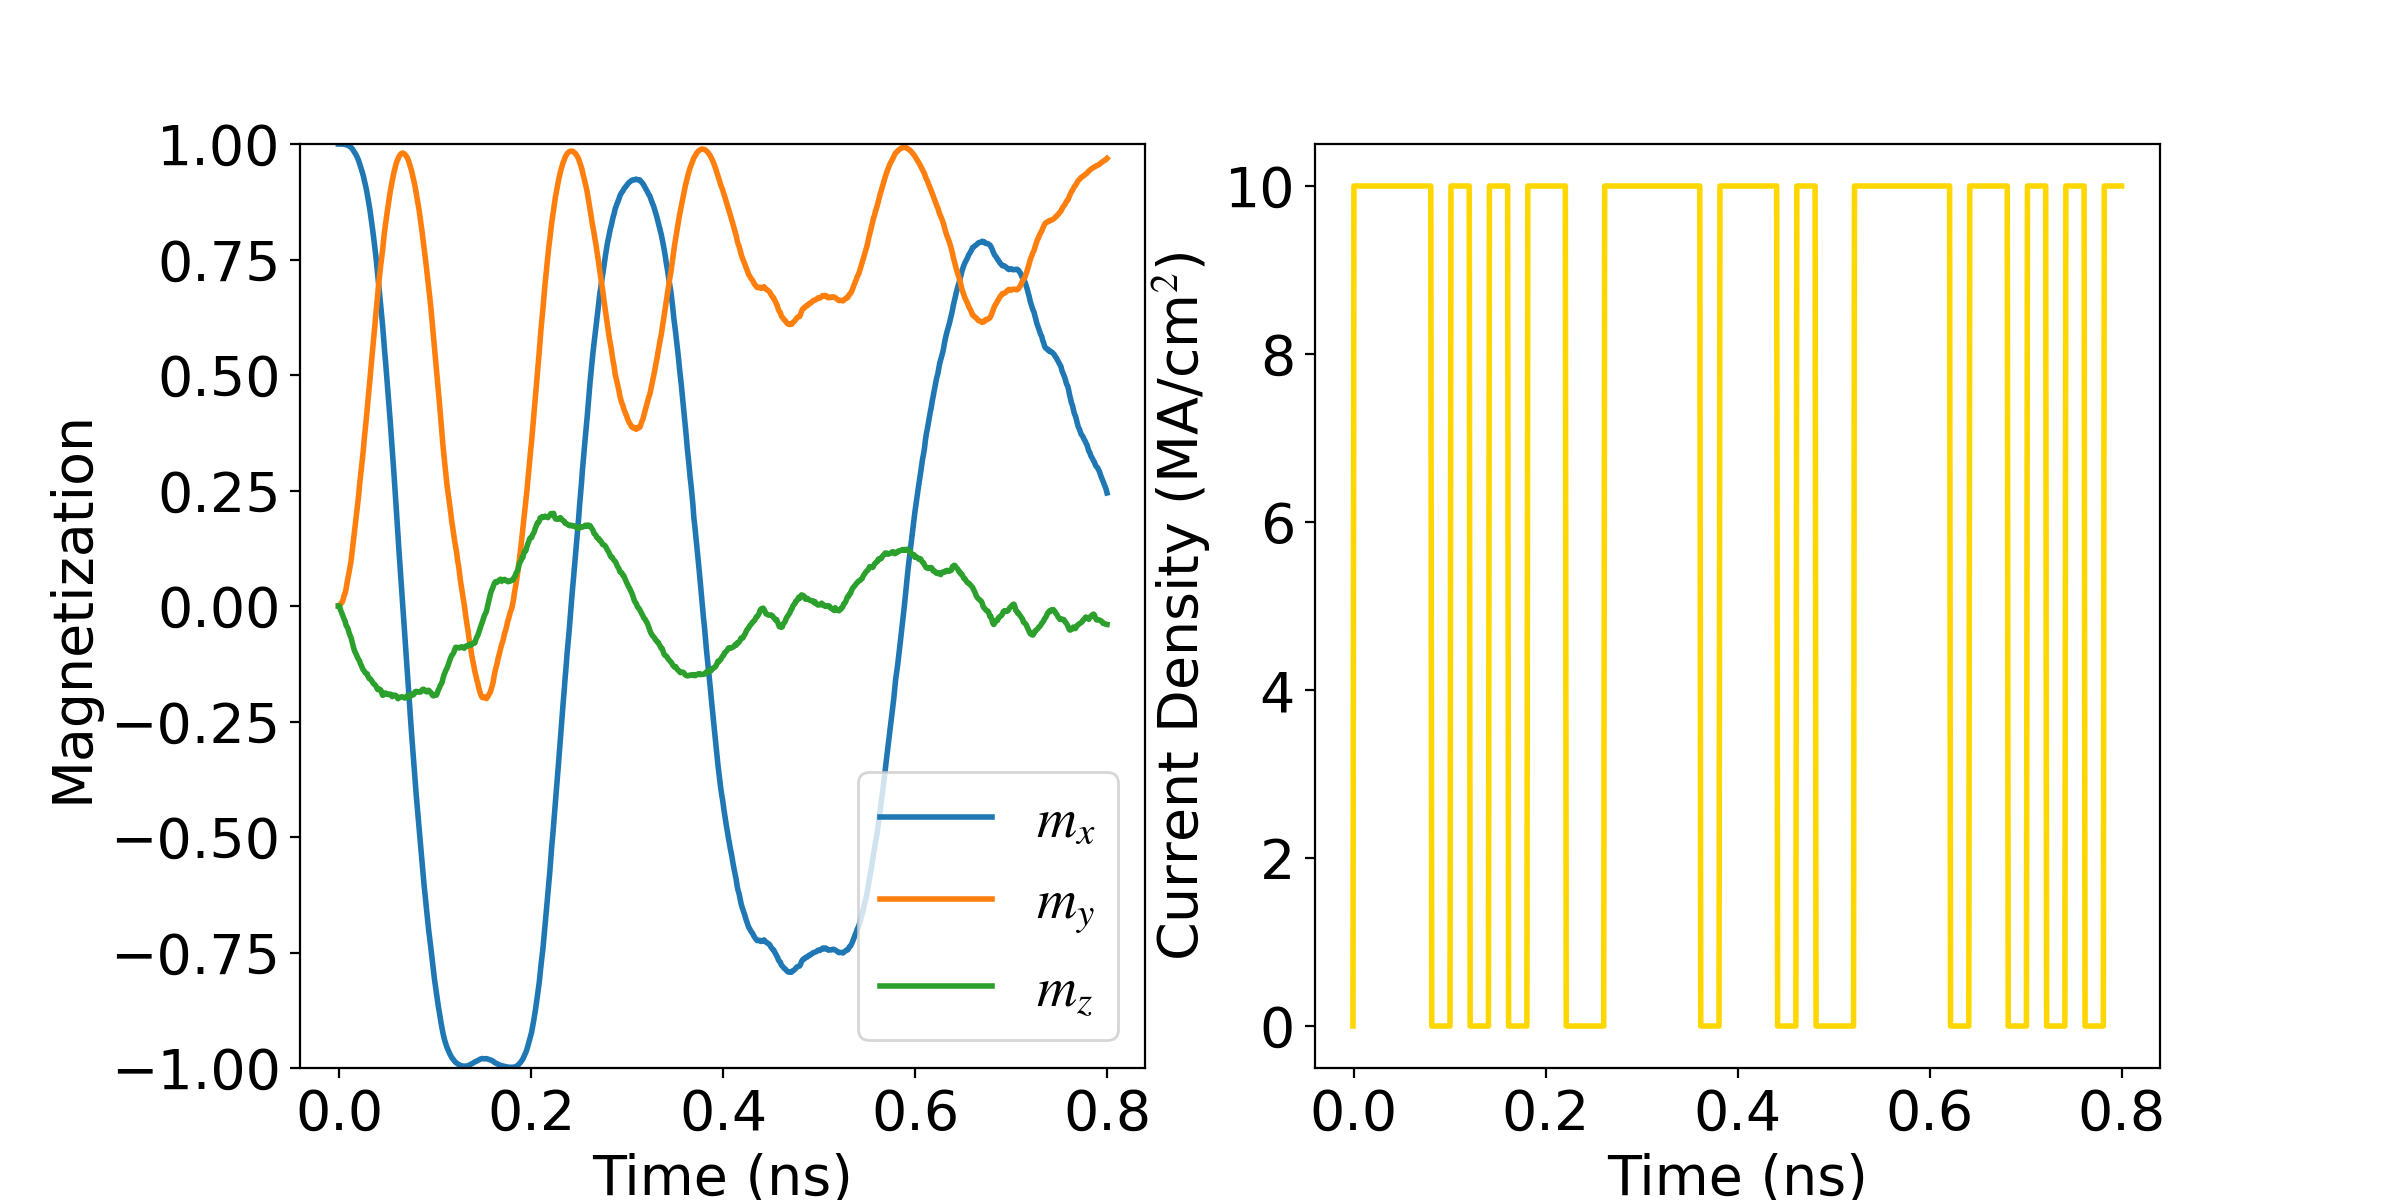 1.00
0.75
0.50
0.25
0.00
−0.25
−0.50
−0.75
−1.00
Magnetization
0.0 0.2 0.4 0.6 0.8
Time (ns)
m_x
m_y
m_z
10
8
6
4
2
0
Current Density (MA/cm²)
0.0 0.2 0.4 0.6 0.8
Time (ns)